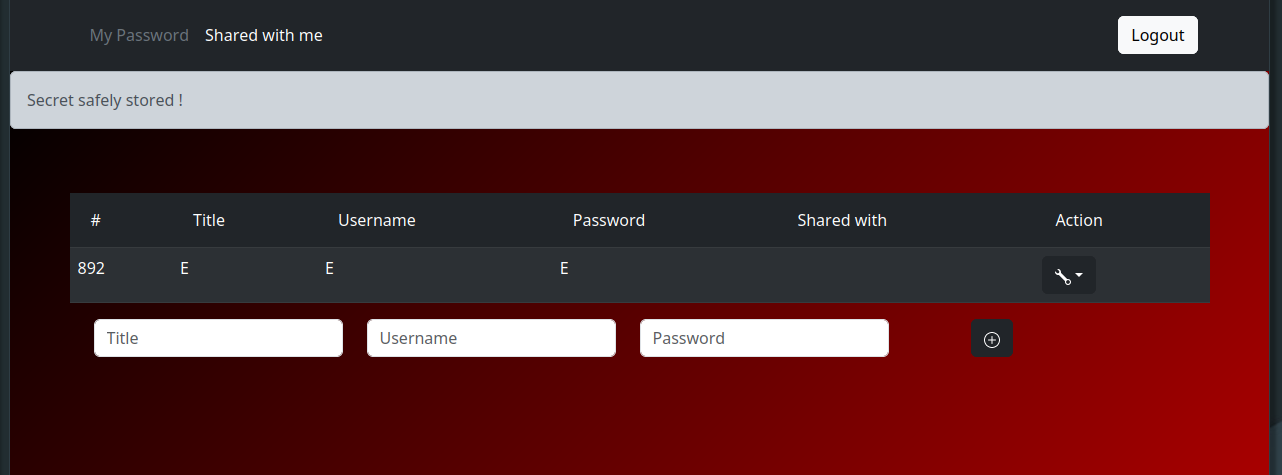 My Password Shared with me Logout
Secret safely stored !
# Title Username Password Shared with Action
892 E E E
Title Username Password